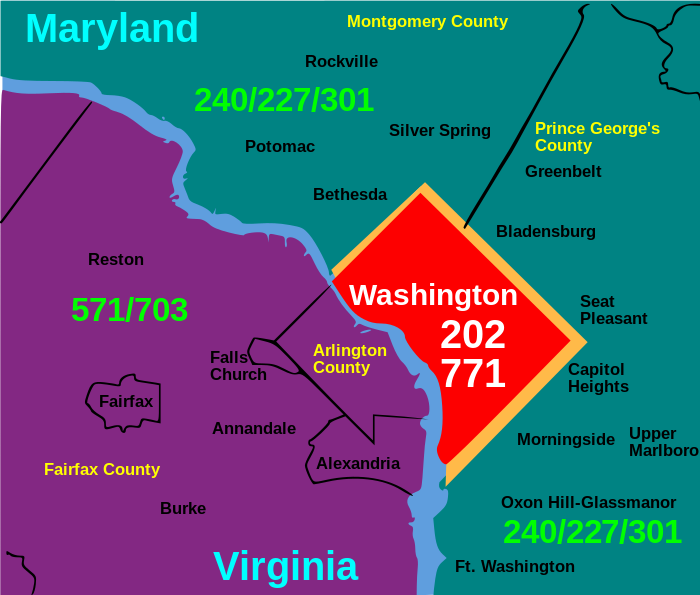 Maryland
Montgomery County
Rockville
240/227/301
Silver Spring
Prince George's
County
Potomac
Greenbelt
Bethesda
Bladensburg
Reston
Washington
202
771
571/703
Seat
Pleasant
Falls
Church
Arlington
County
Capitol
Heights
Fairfax
Annandale
Morningside
Upper
Marlboro
Fairfax County
Alexandria
Burke
Oxon Hill-Glassmanor
240/227/301
Virginia
Ft. Washington